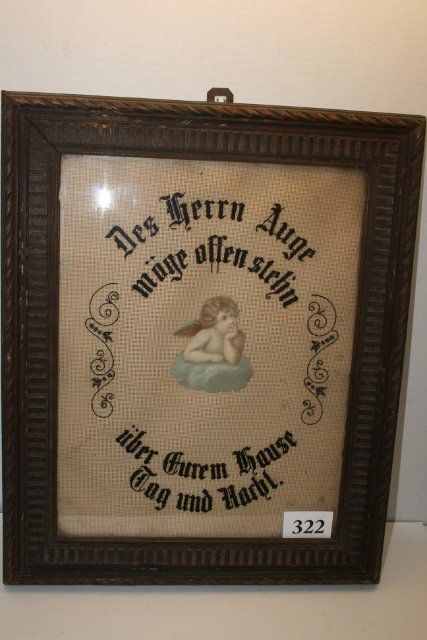 Des Herrn Auge
möge offen stehn
über Eurem Hause
Tag und Nacht.
322